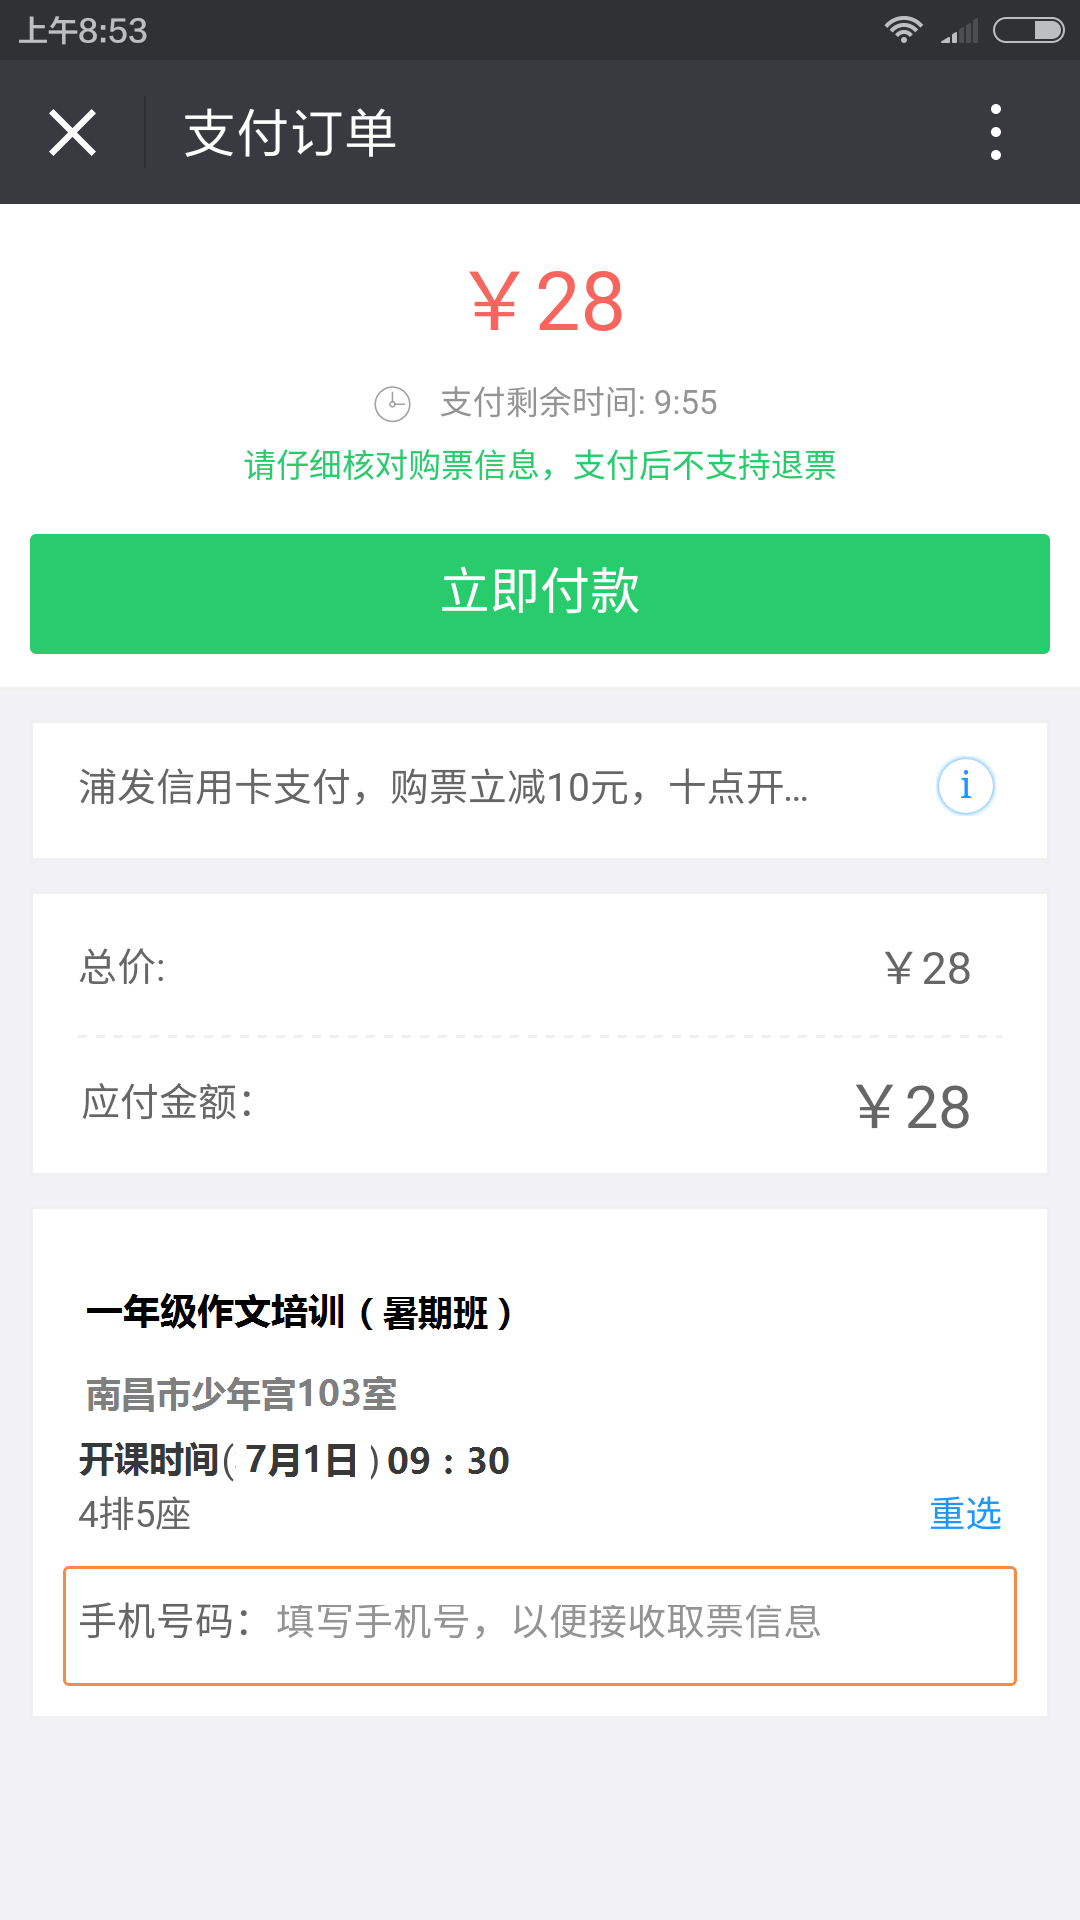 上午8:53
支付订单
￥28
支付剩余时间: 9:55
请仔细核对购票信息，支付后不支持退票
立即付款
浦发信用卡支付，购票立减10元，十点开...
i
总价: ￥28
应付金额： ￥28
一年级作文培训（暑期班）
南昌市少年宫103室
开课时间(7月1日)09：30
4排5座 重选
手机号码：填写手机号，以便接收取票信息